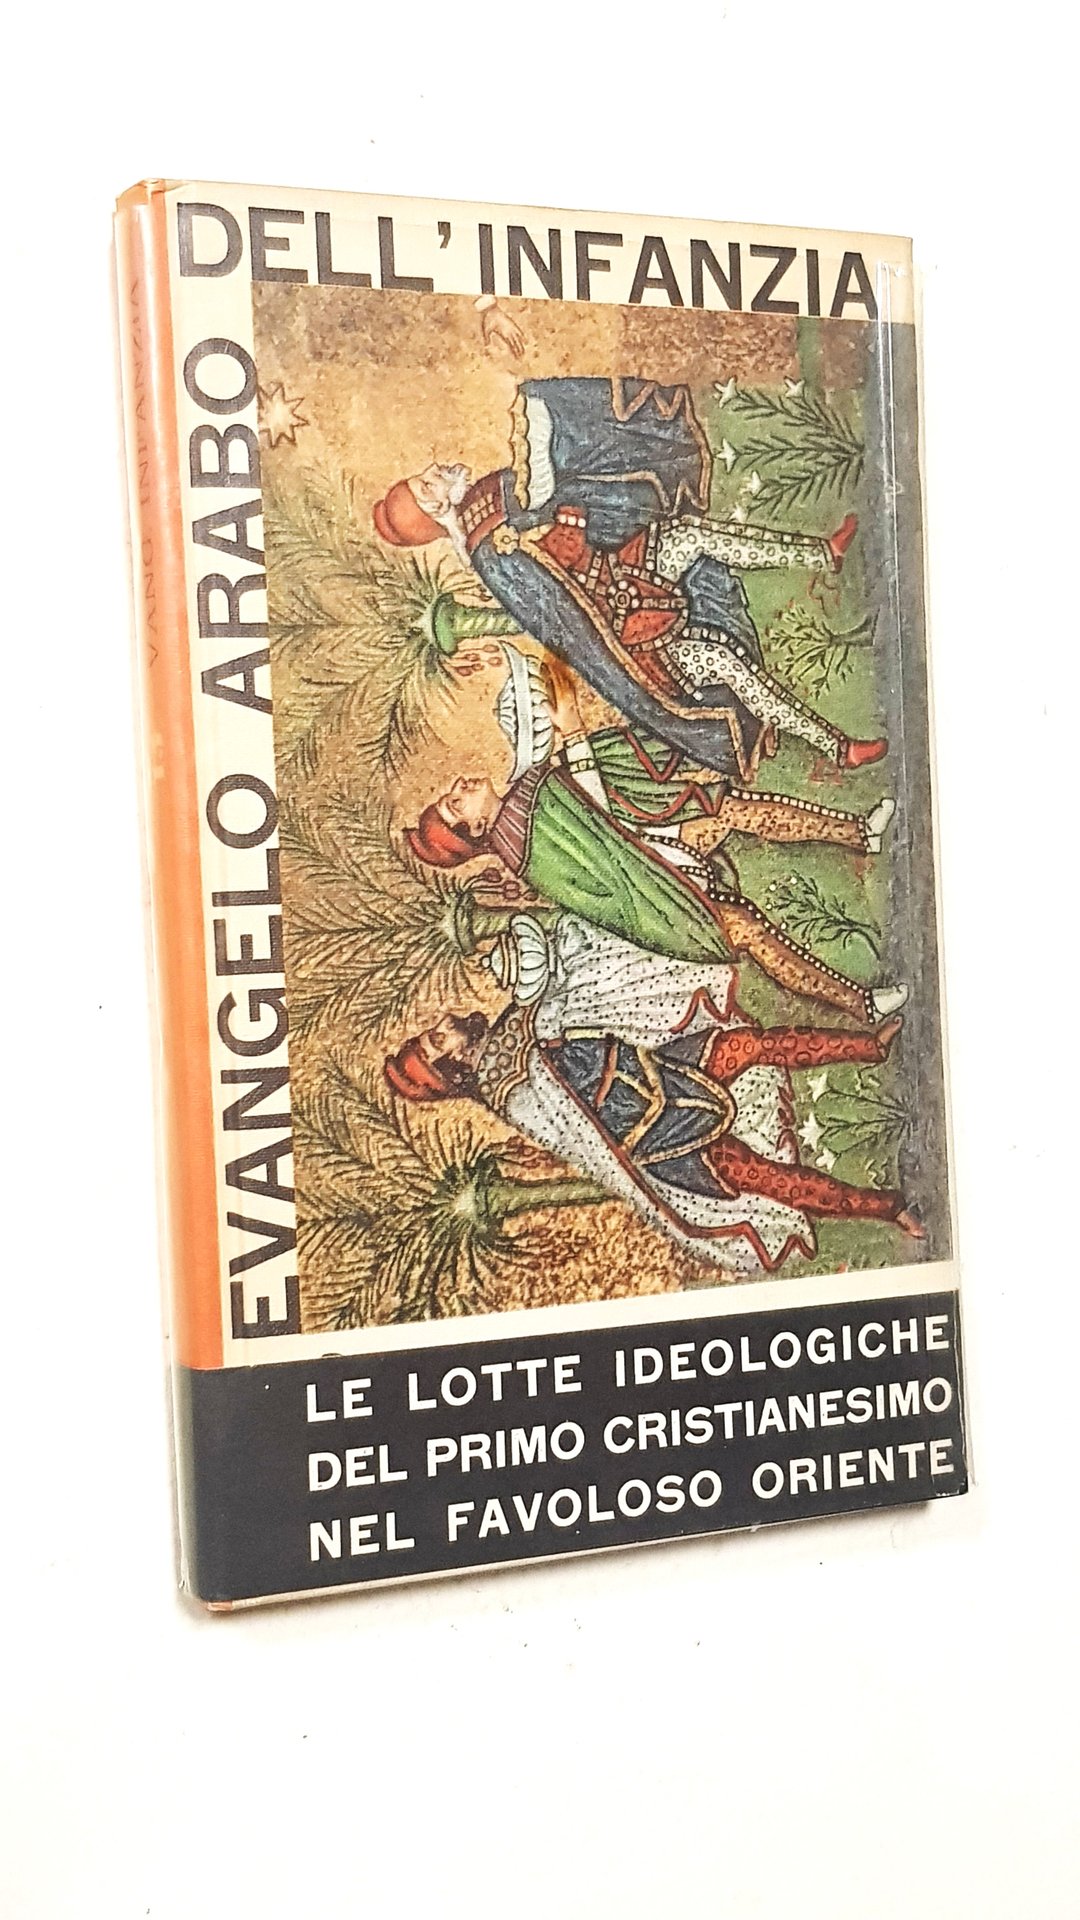 EVANGELO ARABO
DELL'INFANZIA
LE LOTTE IDEOLOGICHE
DEL PRIMO CRISTIANESIMO
NEL FAVOLOSO ORIENTE